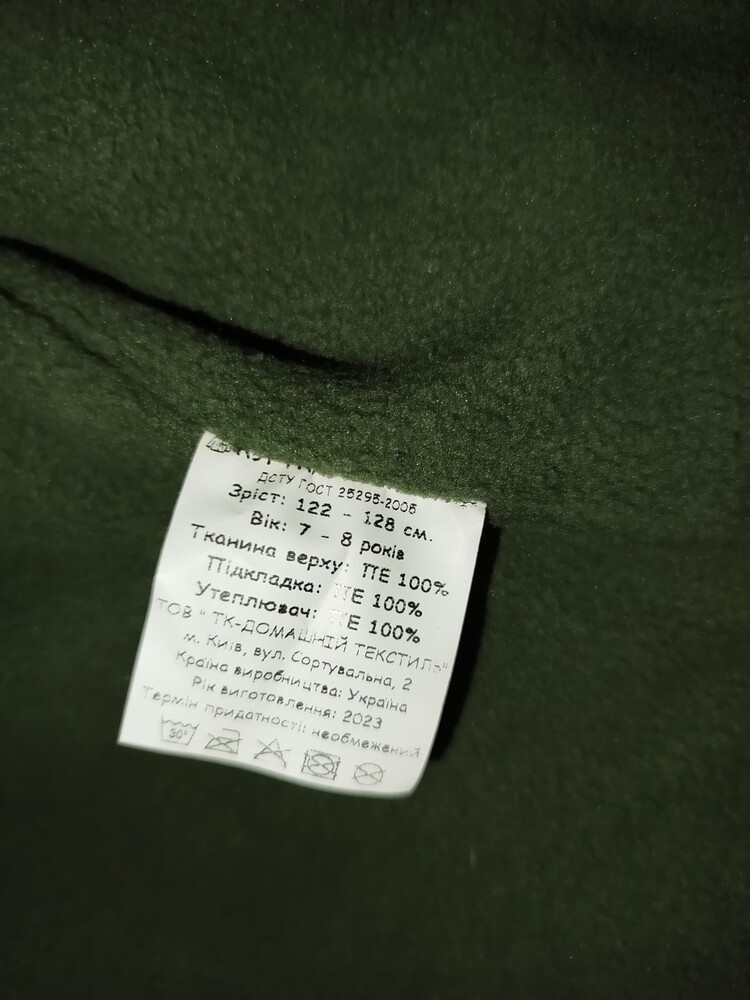 ДСТУ ГОСТ 25295-2005
Зріст: 122 - 128 см.
Вік: 7 - 8 років
Тканина верху: ПЕ 100%
Підкладка: ПЕ 100%
Утеплювач: ПЕ 100%
ТОВ " ТК-ДОМАШНІЙ ТЕКСТИЛЬ"
м. Київ, вул. Сортувальна, 2
Країна виробництва: Україна
Рік виготовлення: 2023
Термін придатності: необмежений
30°